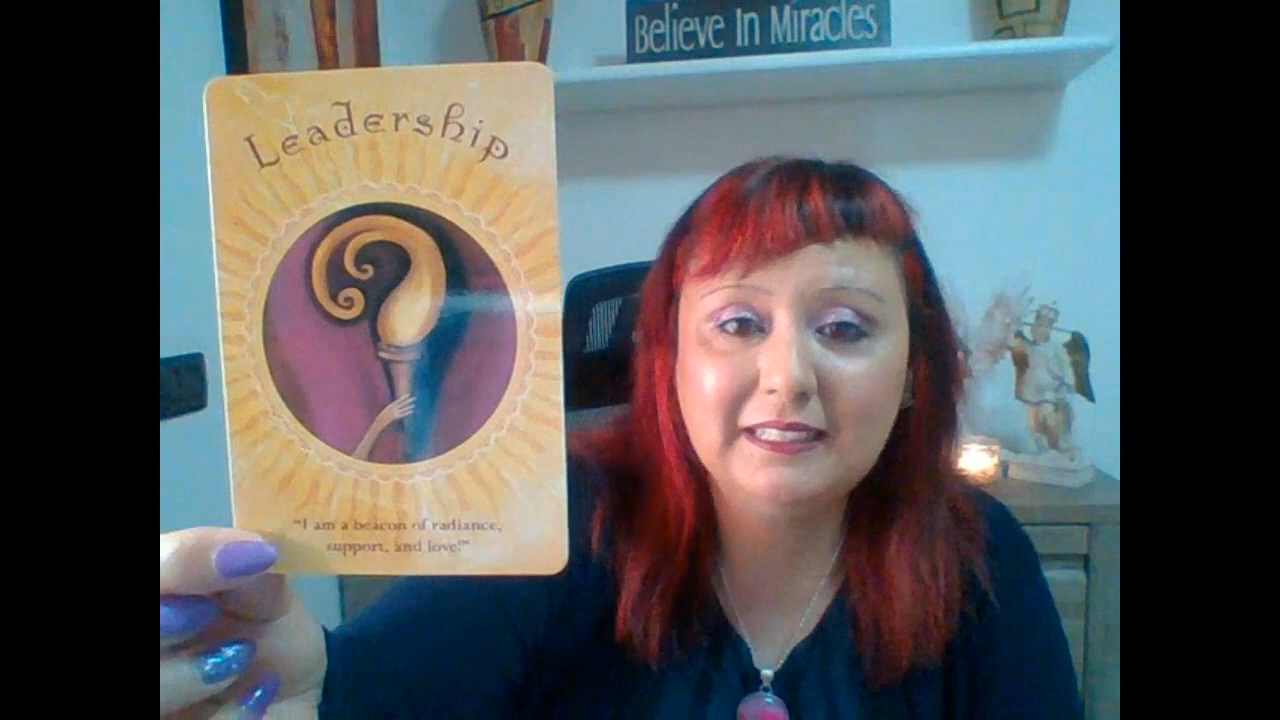 Believe In Miracles
Leadership
"I am a beacon of radiance,
support, and love!"